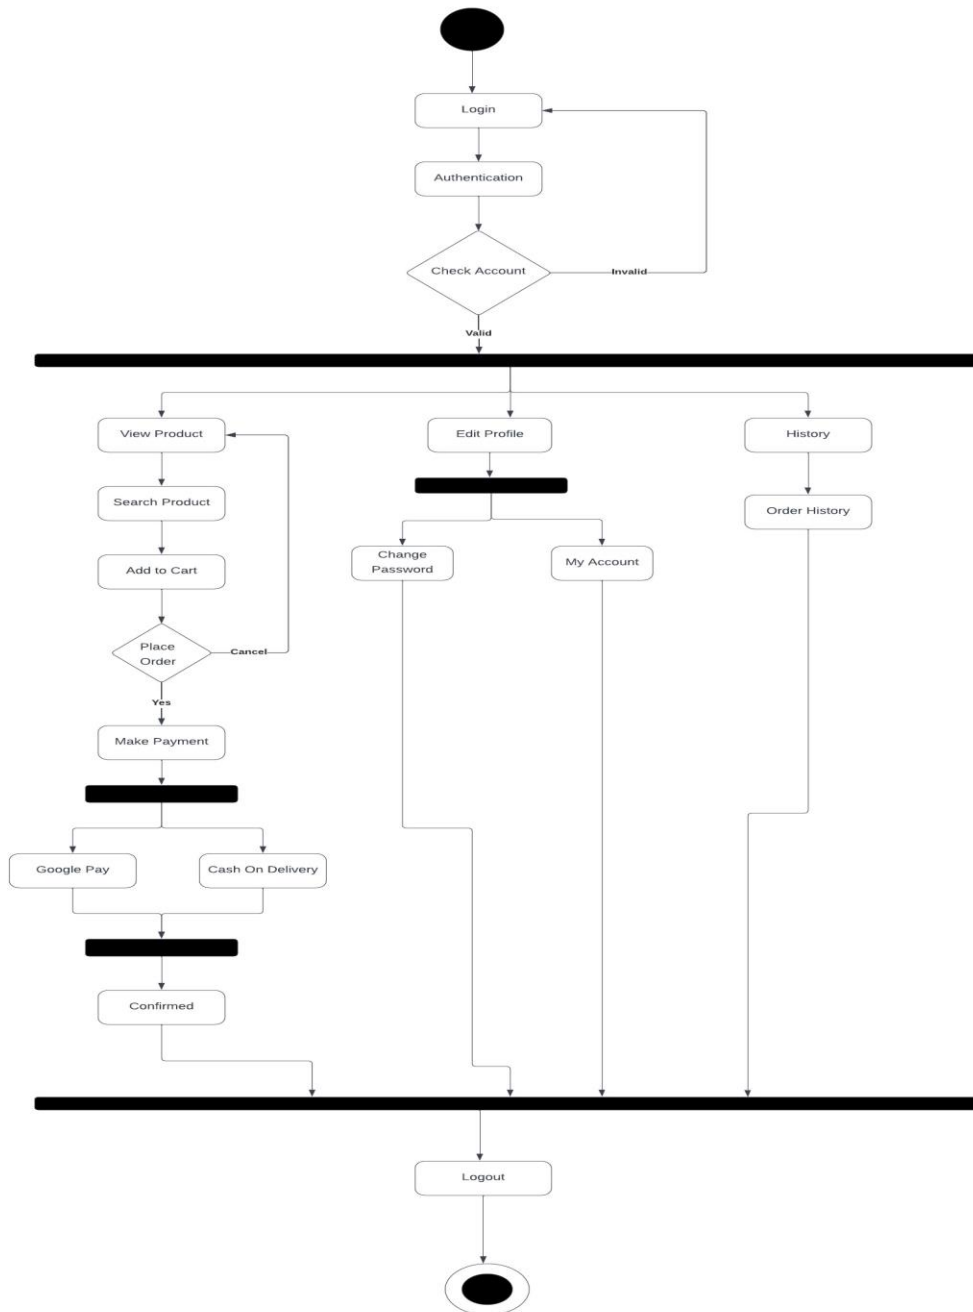 Login
Authentication
Check Account
Invalid
Valid
View Product
Edit Profile
History
Search Product
Order History
Change
Password
My Account
Add to Cart
Place
Order
Cancel
Yes
Make Payment
Google Pay
Cash On Delivery
Confirmed
Logout